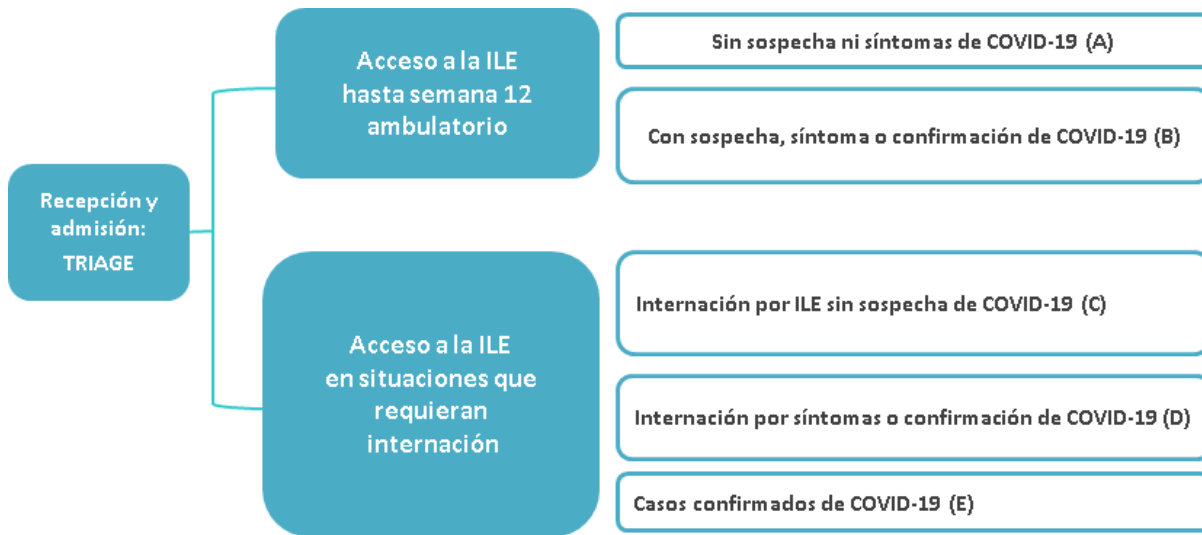 Recepción y
admisión:
TRIAGE
Acceso a la ILE
hasta semana 12
ambulatorio
Sin sospecha ni síntomas de COVID-19 (A)
Con sospecha, síntoma o confirmación de COVID-19 (B)
Acceso a la ILE
en situaciones que
requieran
internación
Internación por ILE sin sospecha de COVID-19 (C)
Internación por síntomas o confirmación de COVID-19 (D)
Casos confirmados de COVID-19 (E)